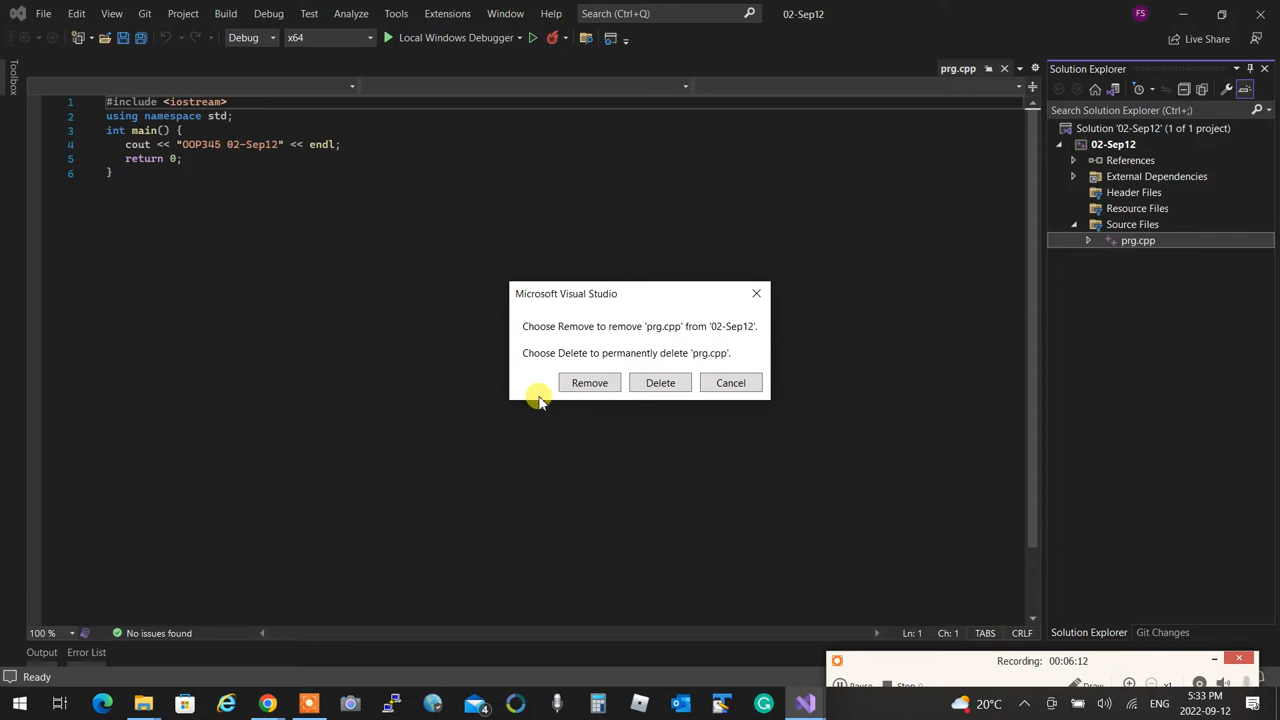 File Edit View Git Project Build Debug Test Analyze Tools Extensions Window Help Search (Ctrl+Q) 02-Sep12 FS
Debug x64 Local Windows Debugger Live Share
Toolbox
prg.cpp
1 #include <iostream>
2 using namespace std;
3 int main() {
4 cout << "OOP345 02-Sep12" << endl;
5 return 0;
6 }
Solution Explorer
Search Solution Explorer (Ctrl+;)
Solution '02-Sep12' (1 of 1 project)
02-Sep12
References
External Dependencies
Header Files
Resource Files
Source Files
prg.cpp
Microsoft Visual Studio
Choose Remove to remove 'prg.cpp' from '02-Sep12'.
Choose Delete to permanently delete 'prg.cpp'.
Remove Delete Cancel
100 % No issues found Ln: 1 Ch: 1 TABS CRLF
Solution Explorer Git Changes
Output Error List
Ready
Recording: 00:06:12
Pause Stop Draw x1
4 20°C ENG 5:33 PM
2022-09-12